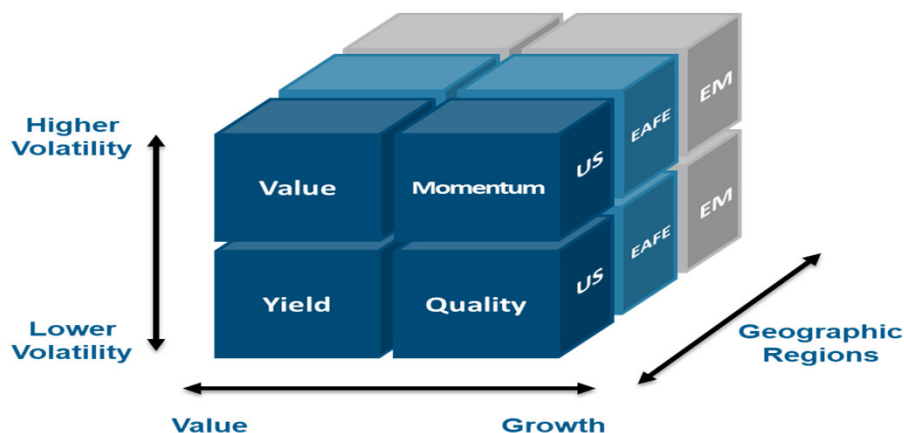 Higher
Volatility
Value
Momentum
US
EAFE
EM
Yield
Quality
US
EAFE
EM
Lower
Volatility
Geographic
Regions
Value
Growth